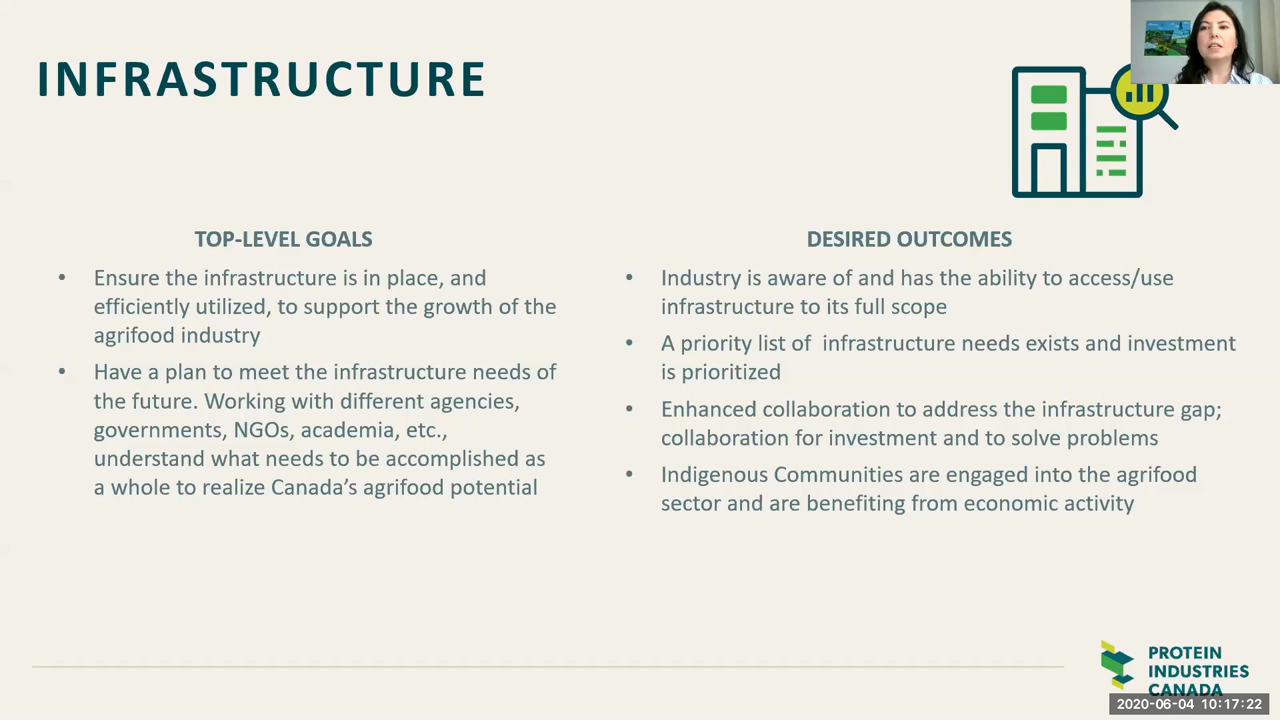 INFRASTRUCTURE
TOP-LEVEL GOALS
• Ensure the infrastructure is in place, and
efficiently utilized, to support the growth of the
agrifood industry
• Have a plan to meet the infrastructure needs of
the future. Working with different agencies,
governments, NGOs, academia, etc.,
understand what needs to be accomplished as
a whole to realize Canada’s agrifood potential
DESIRED OUTCOMES
• Industry is aware of and has the ability to access/use
infrastructure to its full scope
• A priority list of  infrastructure needs exists and investment
is prioritized
• Enhanced collaboration to address the infrastructure gap;
collaboration for investment and to solve problems
• Indigenous Communities are engaged into the agrifood
sector and are benefiting from economic activity
PROTEIN
INDUSTRIES
CANADA
2020-06-04 10:17:22